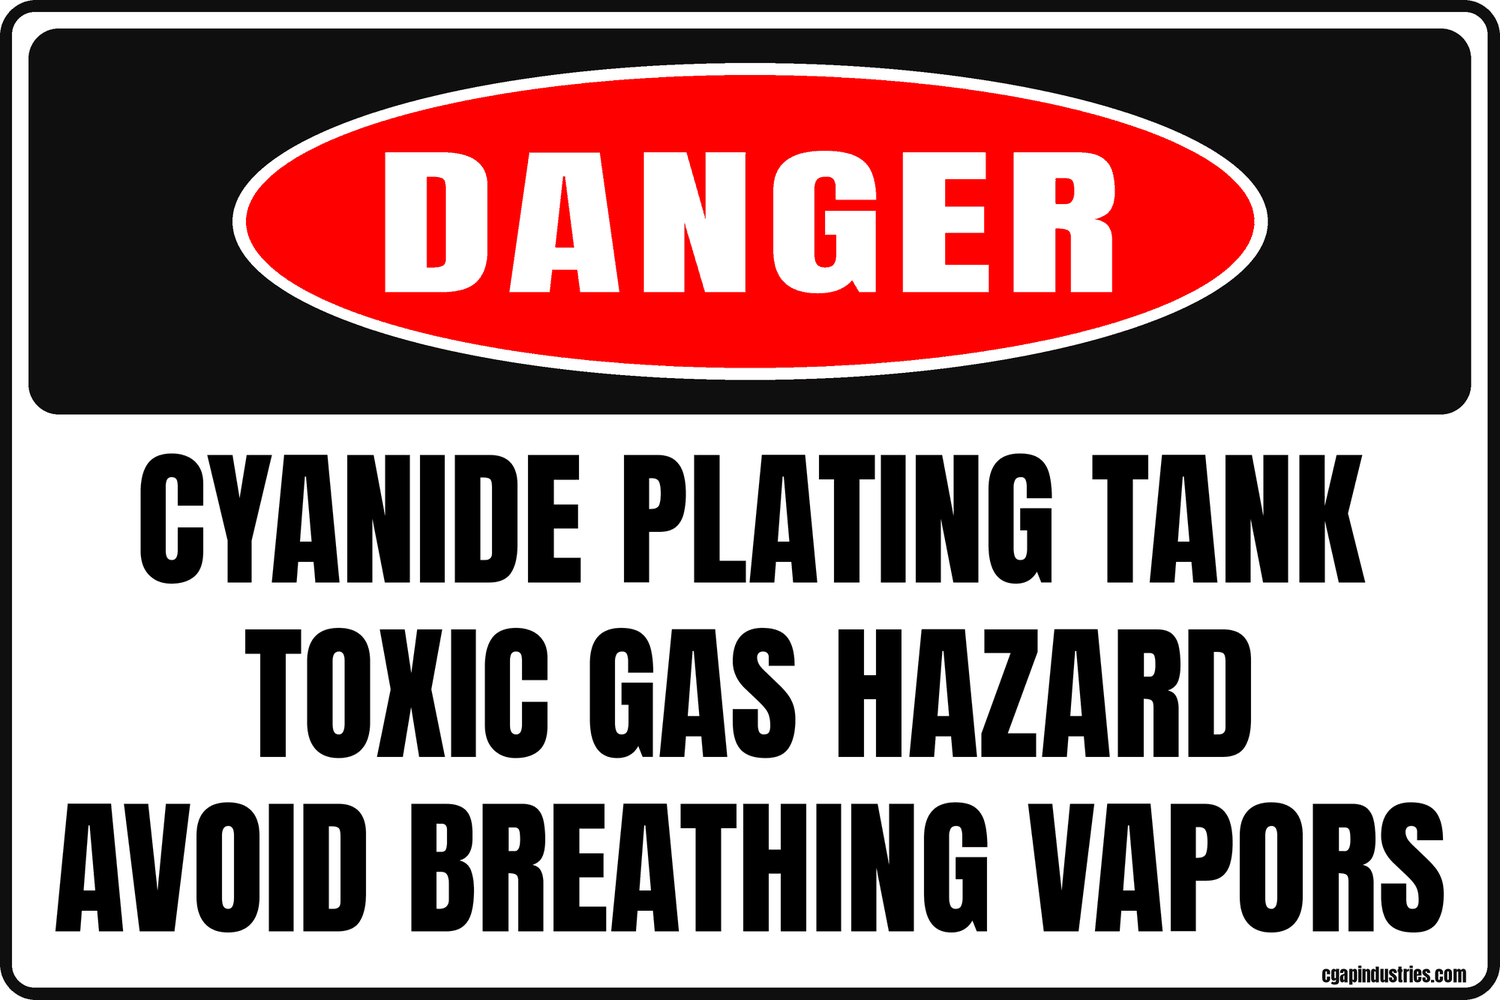 DANGER
CYANIDE PLATING TANK
TOXIC GAS HAZARD
AVOID BREATHING VAPORS
cgapindustries.com